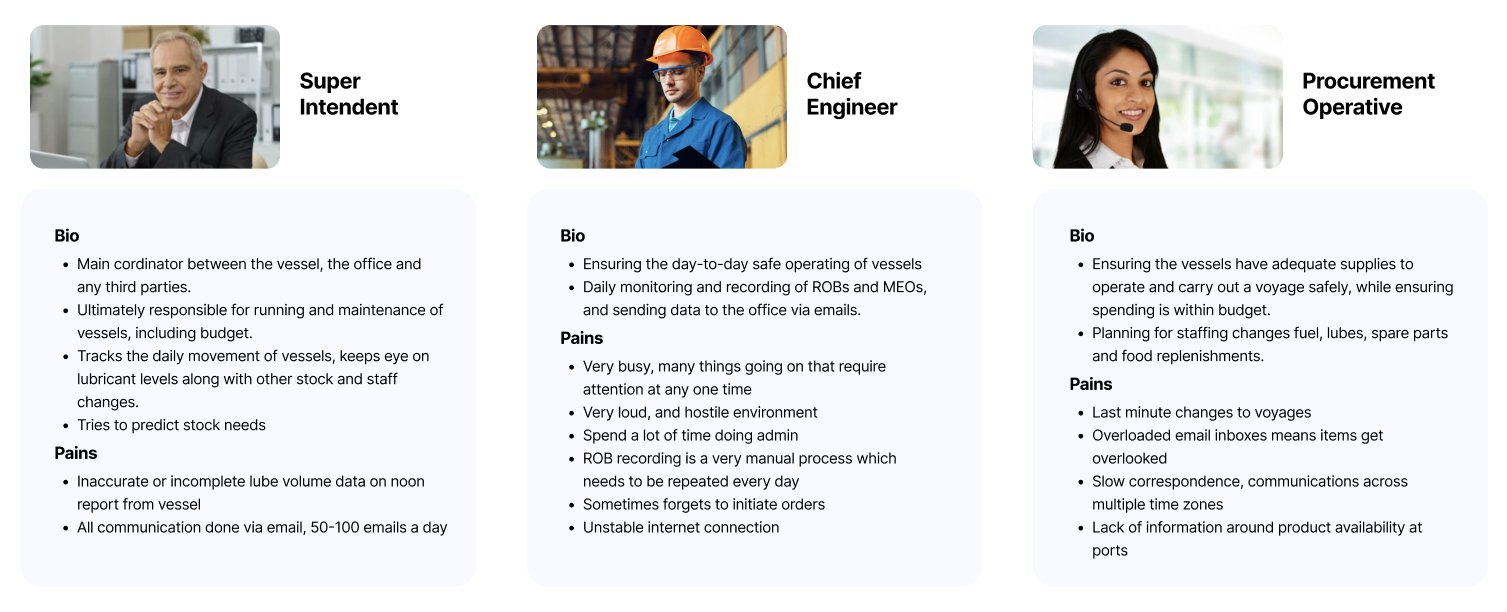 Super
Intendent
Bio
• Main cordinator between the vessel, the office and
any third parties.
• Ultimately responsible for running and maintenance of
vessels, including budget.
• Tracks the daily movement of vessels, keeps eye on
lubricant levels along with other stock and staff
changes.
• Tries to predict stock needs
Pains
• Inaccurate or incomplete lube volume data on noon
report from vessel
• All communication done via email, 50-100 emails a day
Chief
Engineer
Bio
• Ensuring the day-to-day safe operating of vessels
• Daily monitoring and recording of ROBs and MEOs,
and sending data to the office via emails.
Pains
• Very busy, many things going on that require
attention at any one time
• Very loud, and hostile environment
• Spend a lot of time doing admin
• ROB recording is a very manual process which
needs to be repeated every day
• Sometimes forgets to initiate orders
• Unstable internet connection
Procurement
Operative
Bio
• Ensuring the vessels have adequate supplies to
operate and carry out a voyage safely, while ensuring
spending is within budget.
• Planning for staffing changes fuel, lubes, spare parts
and food replenishments.
Pains
• Last minute changes to voyages
• Overloaded email inboxes means items get
overlooked
• Slow correspondence, communications across
multiple time zones
• Lack of information around product availability at
ports